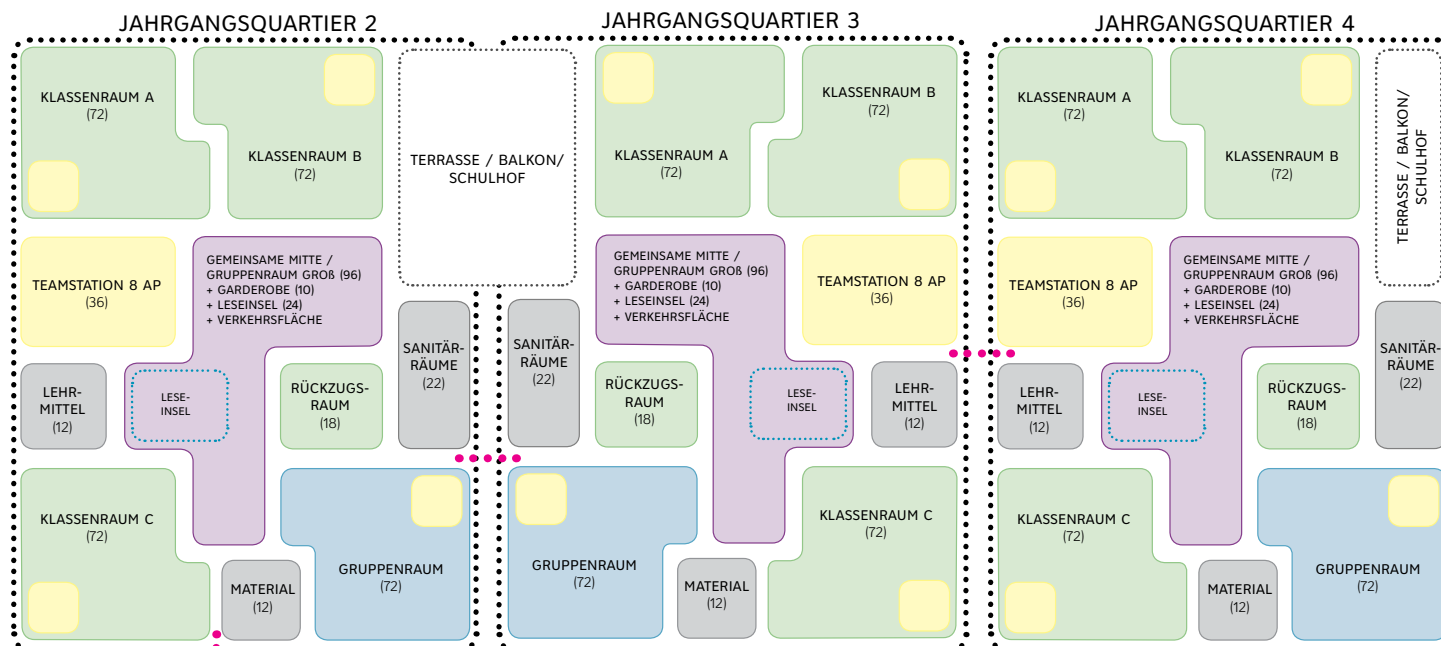 JAHRGANGSQUARTIER 2
KLASSENRAUM A
(72)
KLASSENRAUM B
(72)
TERRASSE / BALKON/
SCHULHOF
TEAMSTATION 8 AP
(36)
GEMEINSAME MITTE /
GRUPPENRAUM GROß (96)
+ GARDEROBE (10)
+ LESEINSEL (24)
+ VERKEHRSFLÄCHE
SANITÄR-
RÄUME
(22)
LEHR-
MITTEL
(12)
LESE-
INSEL
RÜCKZUGS-
RAUM
(18)
KLASSENRAUM C
(72)
GRUPPENRAUM
(72)
MATERIAL
(12)
JAHRGANGSQUARTIER 3
KLASSENRAUM B
(72)
KLASSENRAUM A
(72)
GEMEINSAME MITTE /
GRUPPENRAUM GROß (96)
+ GARDEROBE (10)
+ LESEINSEL (24)
+ VERKEHRSFLÄCHE
TEAMSTATION 8 AP
(36)
SANITÄR-
RÄUME
(22)
RÜCKZUGS-
RAUM
(18)
LESE-
INSEL
LEHR-
MITTEL
(12)
KLASSENRAUM C
(72)
GRUPPENRAUM
(72)
MATERIAL
(12)
JAHRGANGSQUARTIER 4
KLASSENRAUM A
(72)
KLASSENRAUM B
(72)
TERRASSE / BALKON/
SCHULHOF
TEAMSTATION 8 AP
(36)
GEMEINSAME MITTE /
GRUPPENRAUM GROß (96)
+ GARDEROBE (10)
+ LESEINSEL (24)
+ VERKEHRSFLÄCHE
SANITÄR-
RÄUME
(22)
LEHR-
MITTEL
(12)
LESE-
INSEL
RÜCKZUGS-
RAUM
(18)
KLASSENRAUM C
(72)
GRUPPENRAUM
(72)
MATERIAL
(12)